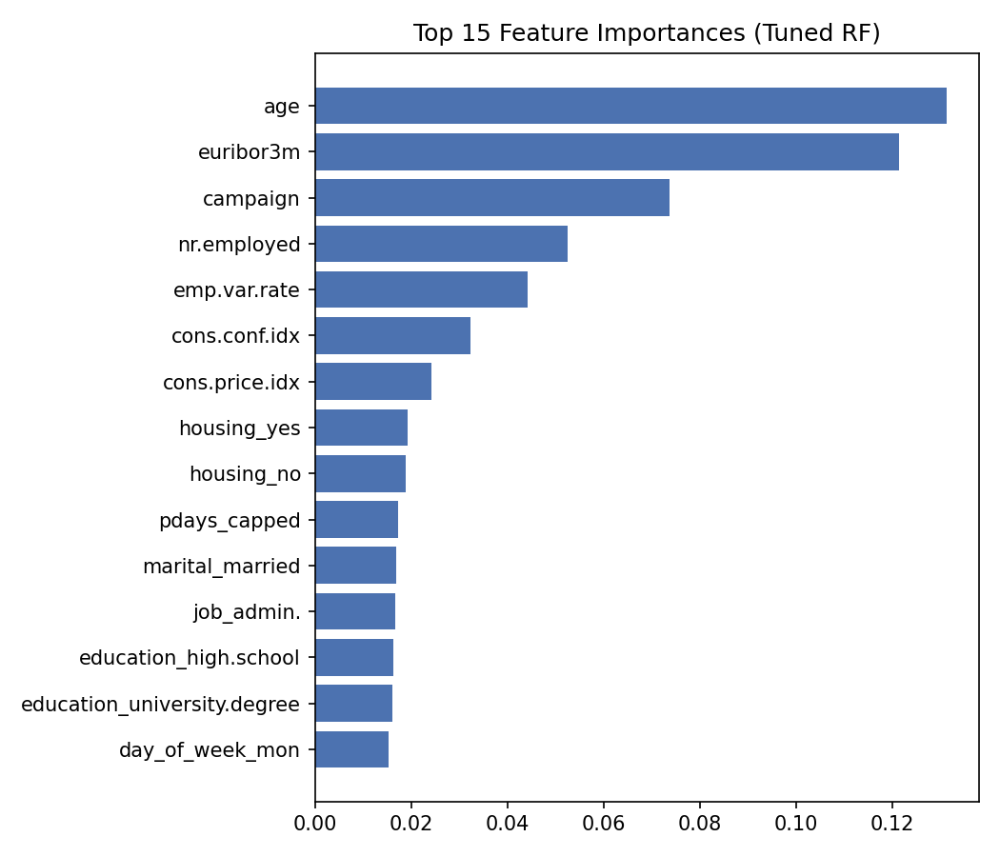 Top 15 Feature Importances (Tuned RF)
age
euribor3m
campaign
nr.employed
emp.var.rate
cons.conf.idx
cons.price.idx
housing_yes
housing_no
pdays_capped
marital_married
job_admin.
education_high.school
education_university.degree
day_of_week_mon
0.00 0.02 0.04 0.06 0.08 0.10 0.12